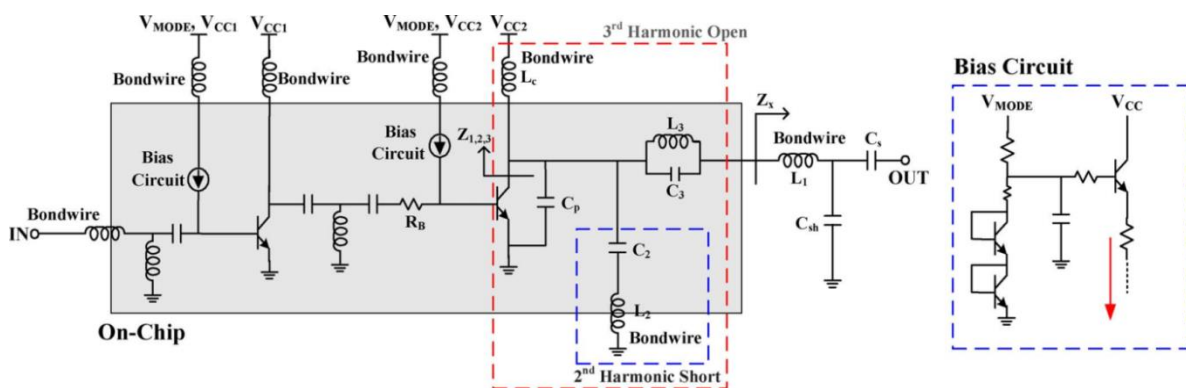 V_MODE, V_CC1
V_CC1
V_MODE, V_CC2
V_CC2
3rd Harmonic Open
Bondwire
Bondwire
Bondwire
Bondwire
L_c
Bias Circuit
V_MODE
V_CC
Z_x
Bias
Circuit
Bias
Circuit
Z_1,2,3
L_3
C_3
Bondwire
L_1
C_s
OUT
Bondwire
IN
R_B
C_p
C_2
C_sh
L_2
Bondwire
On-Chip
2nd Harmonic Short